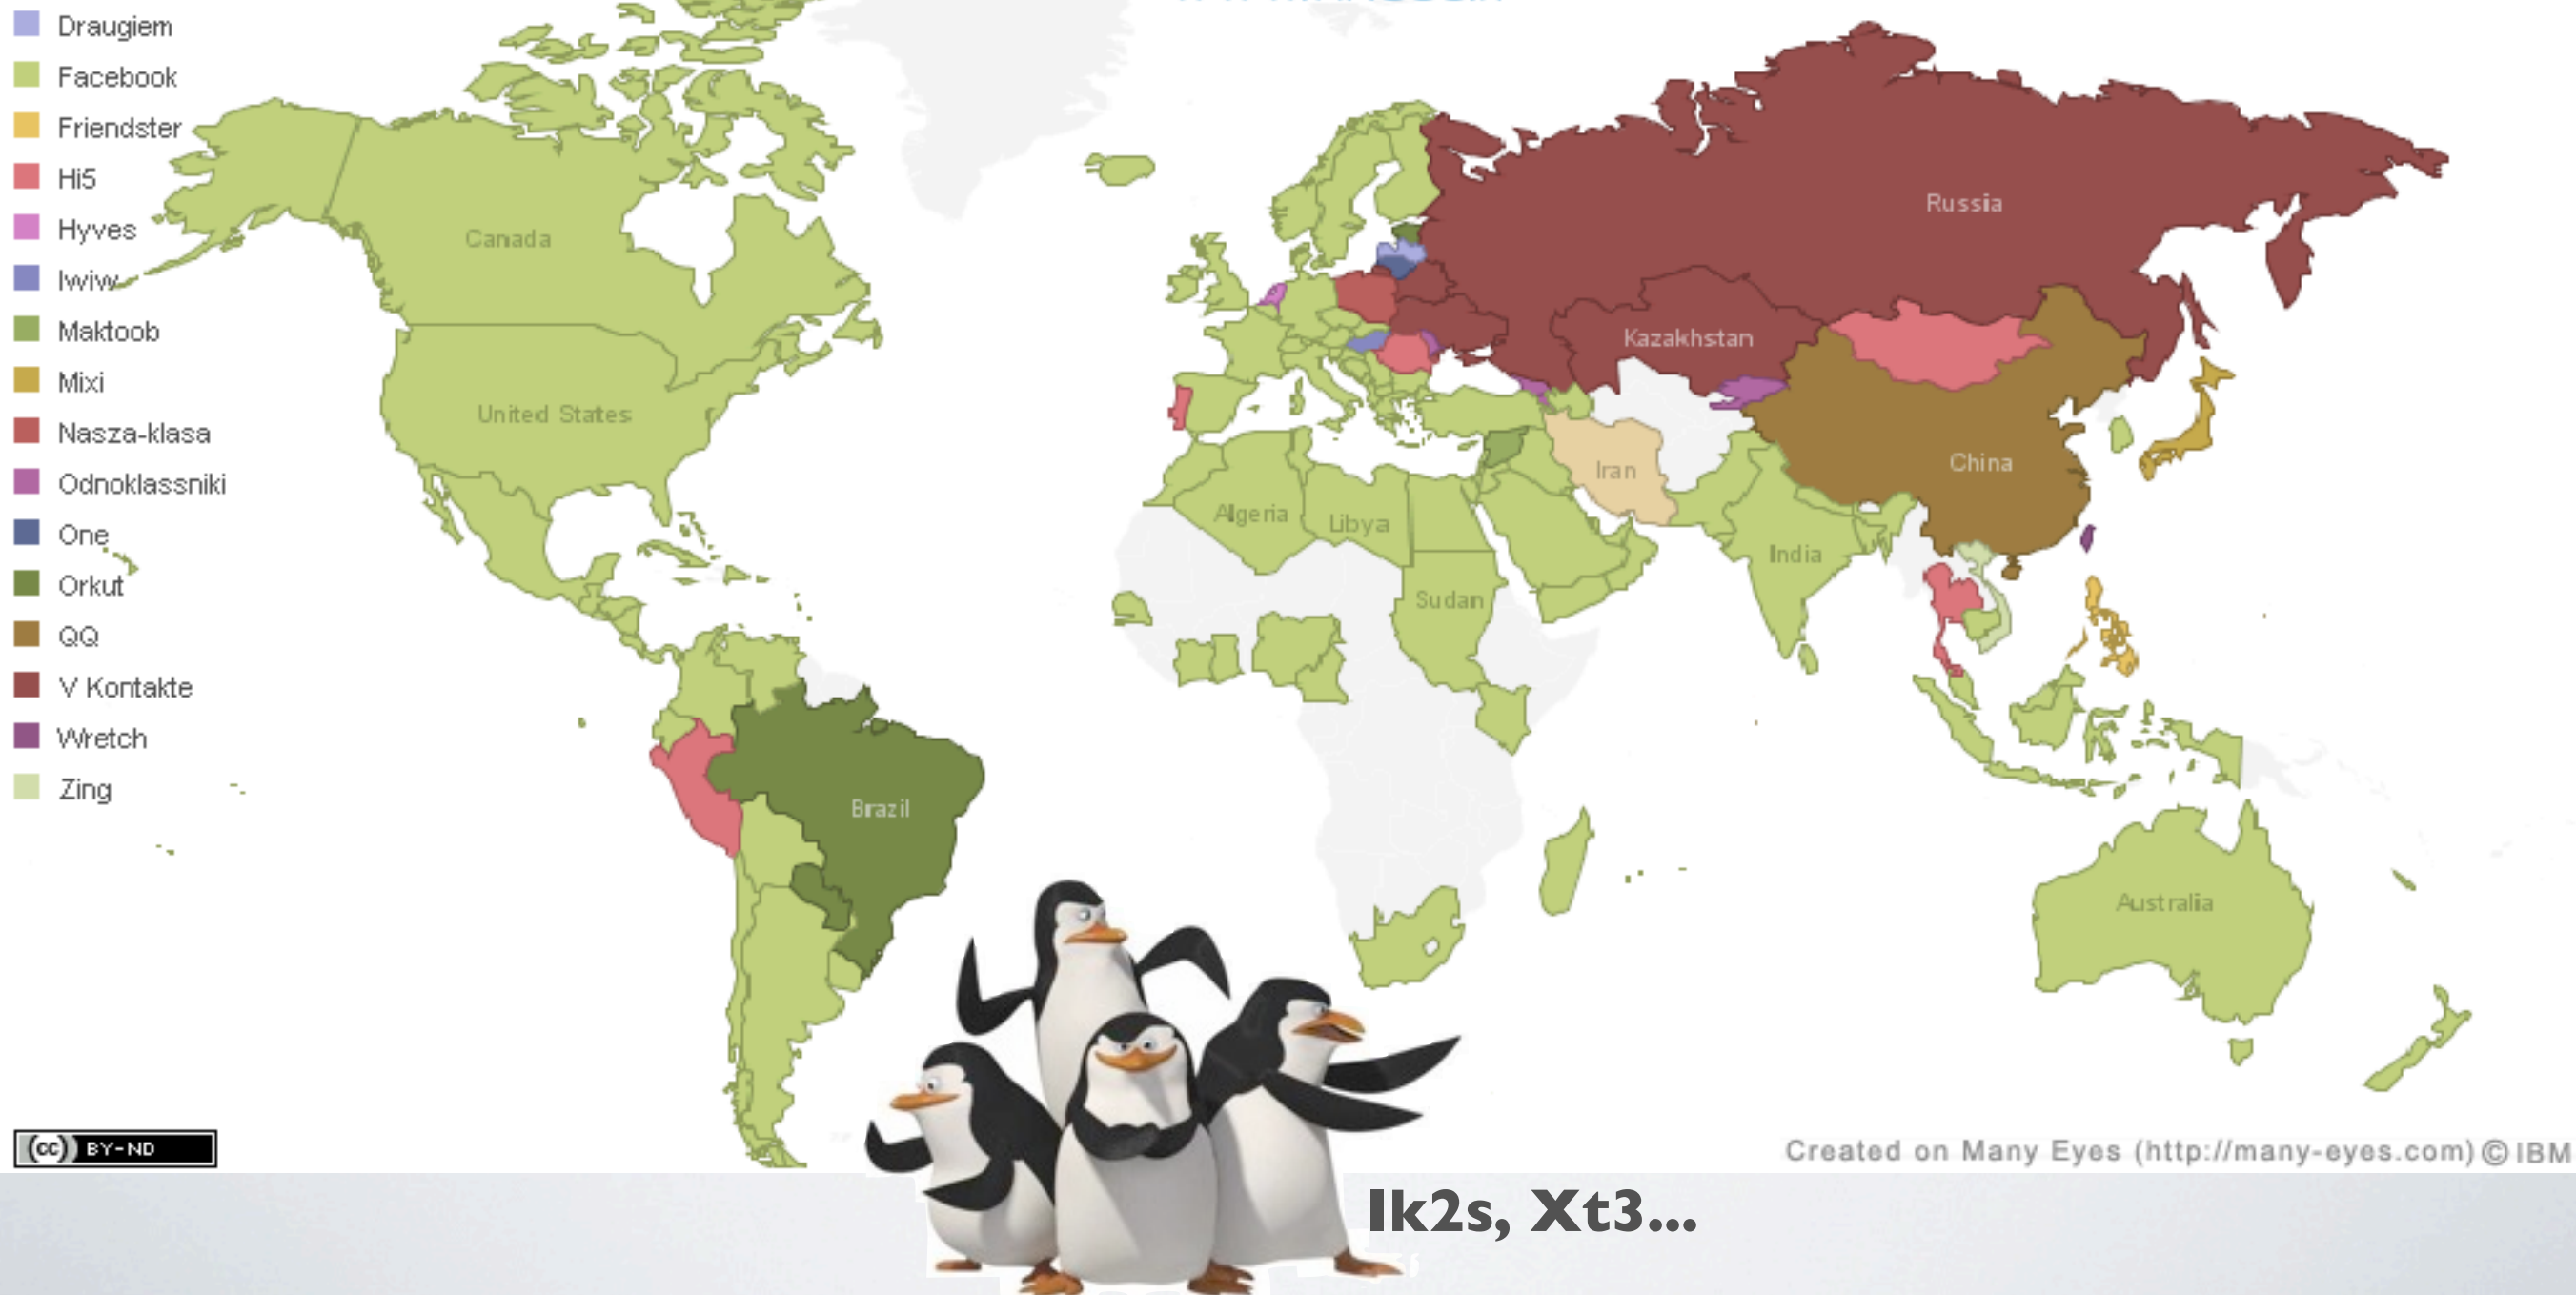 Draugiem
Facebook
Friendster
Hi5
Hyves
Iwiw
Maktoob
Mixi
Nasza-klasa
Odnoklassniki
One
Orkut
QQ
V Kontakte
Wretch
Zing
Canada
United States
Brazil
Algeria
Libya
Sudan
Russia
Kazakhstan
Iran
China
India
Australia
(cc) BY-ND
Created on Many Eyes (http://many-eyes.com) © IBM
Ik2s, Xt3...